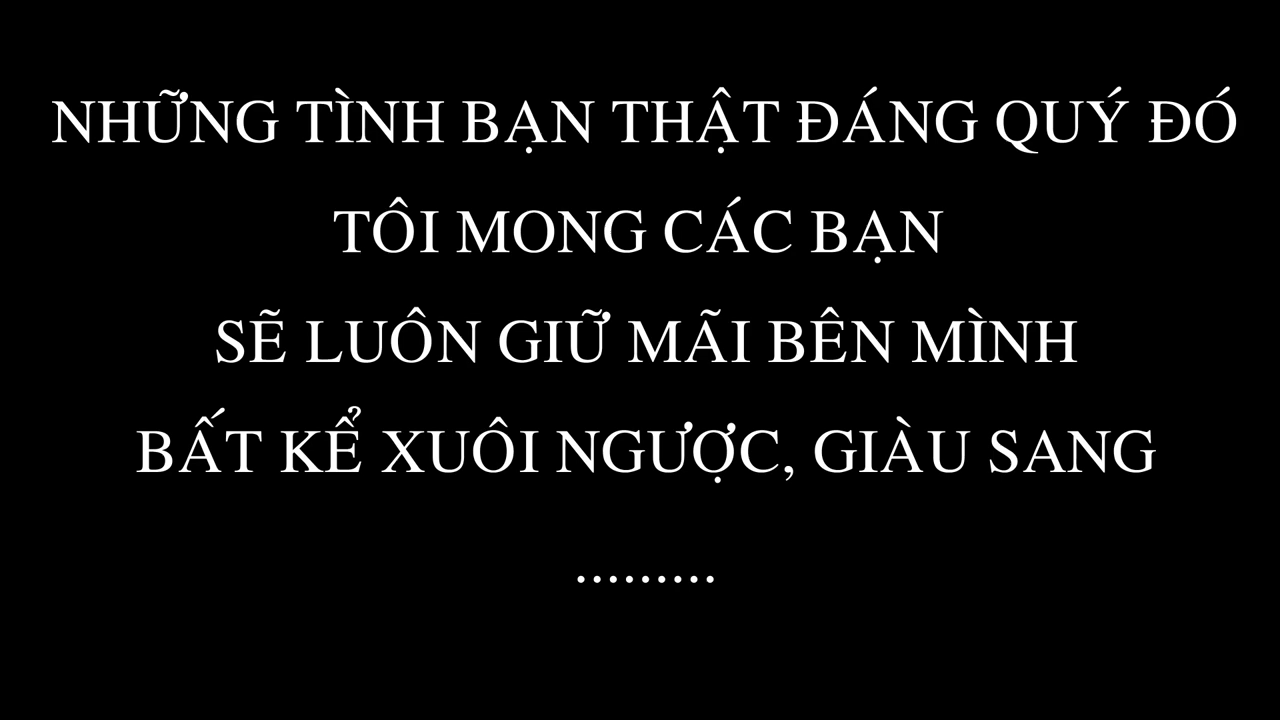 NHỮNG TÌNH BẠN THẬT ĐÁNG QUÝ ĐÓ
TÔI MONG CÁC BẠN
SẼ LUÔN GIỮ MÃI BÊN MÌNH
BẤT KỂ XUÔI NGƯỢC, GIÀU SANG
.........